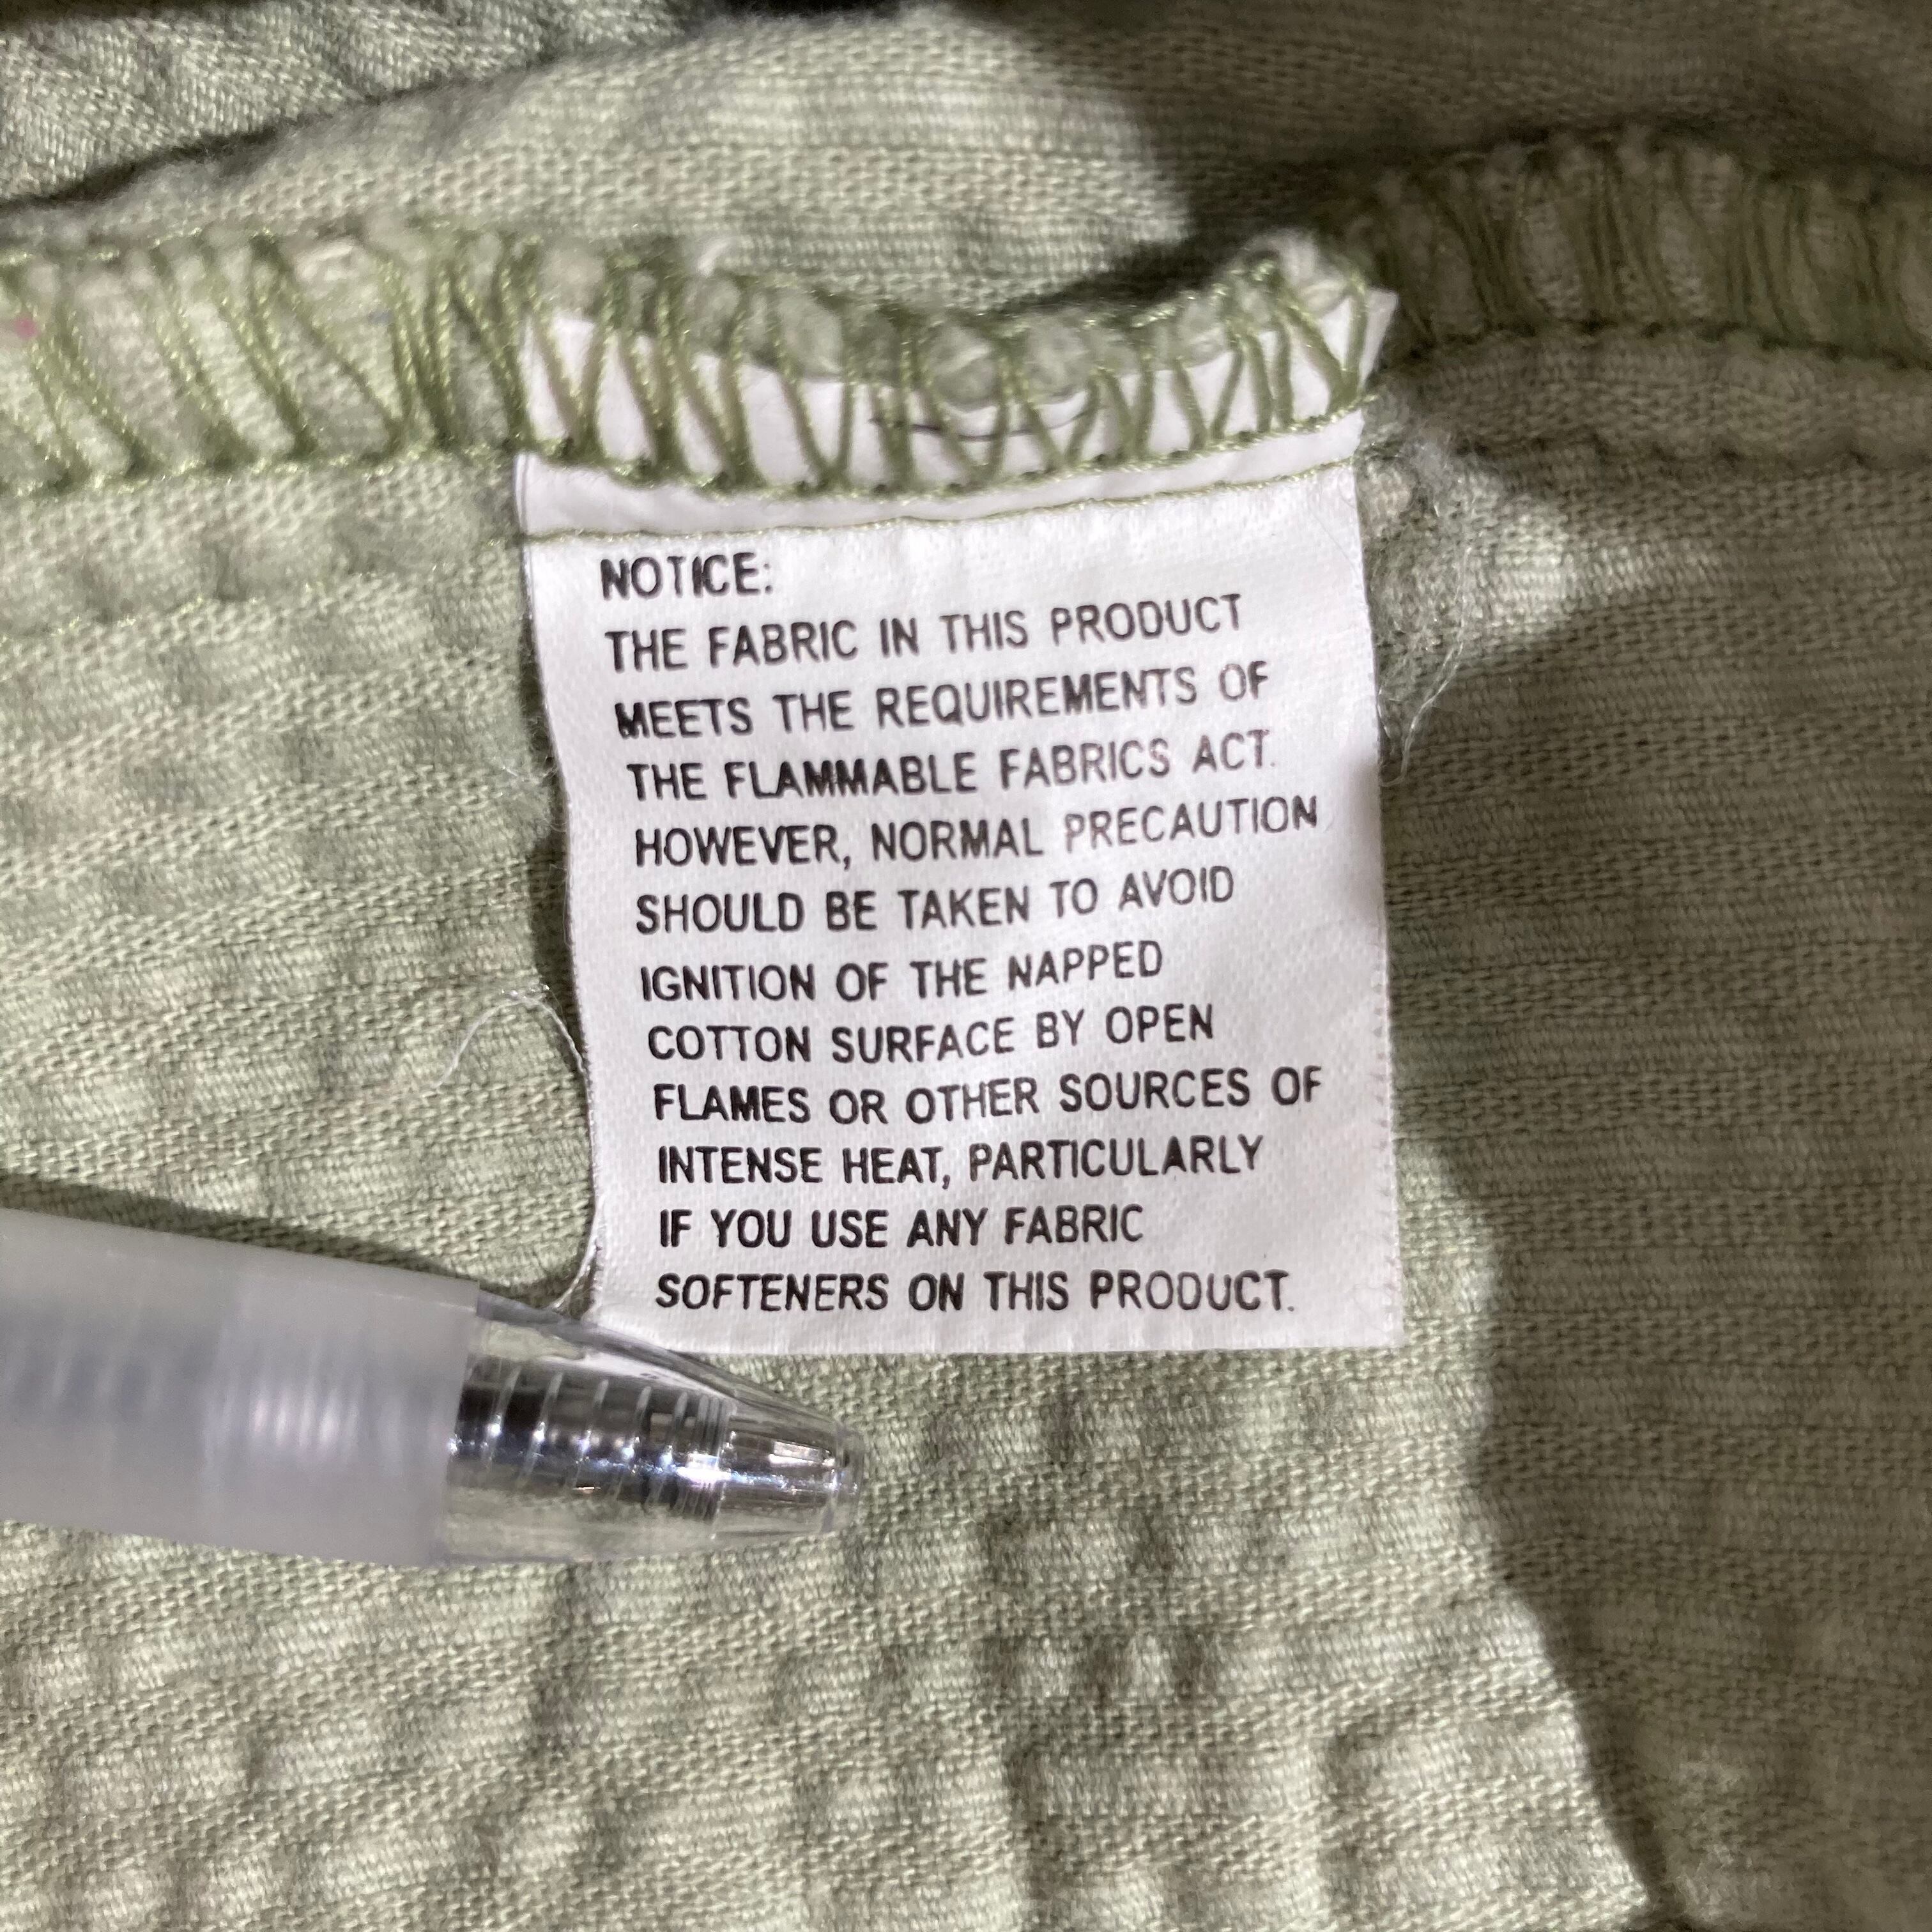 NOTICE:
THE FABRIC IN THIS PRODUCT
MEETS THE REQUIREMENTS OF
THE FLAMMABLE FABRICS ACT.
HOWEVER, NORMAL PRECAUTION
SHOULD BE TAKEN TO AVOID
IGNITION OF THE NAPPED
COTTON SURFACE BY OPEN
FLAMES OR OTHER SOURCES OF
INTENSE HEAT, PARTICULARLY
IF YOU USE ANY FABRIC
SOFTENERS ON THIS PRODUCT.